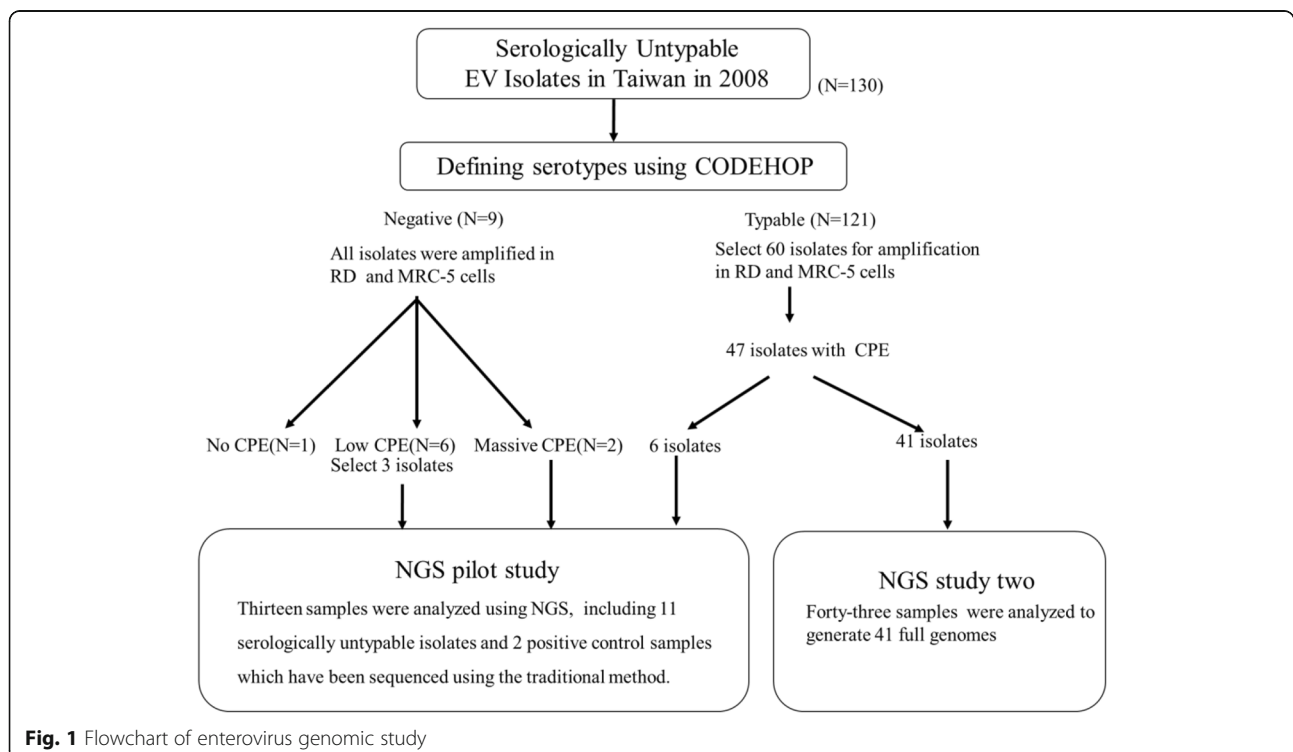 Serologically Untypable
EV Isolates in Taiwan in 2008
(N=130)
Defining serotypes using CODEHOP
Negative (N=9)
All isolates were amplified in
RD and MRC-5 cells
Typable (N=121)
Select 60 isolates for amplification
in RD and MRC-5 cells
47 isolates with CPE
No CPE(N=1)
Low CPE(N=6)
Select 3 isolates
Massive CPE(N=2)
6 isolates
41 isolates
NGS pilot study
Thirteen samples were analyzed using NGS, including 11
serologically untypable isolates and 2 positive control samples
which have been sequenced using the traditional method.
NGS study two
Forty-three samples were analyzed to
generate 41 full genomes
Fig. 1 Flowchart of enterovirus genomic study